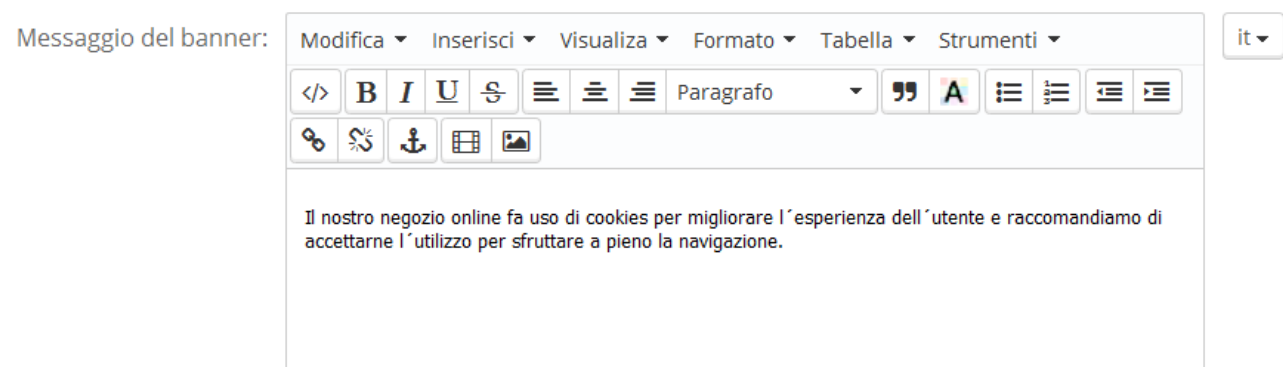 Messaggio del banner:
Modifica Inserisci Visualizza Formato Tabella Strumenti
it
B I U S Paragrafo A
Il nostro negozio online fa uso di cookies per migliorare l´esperienza dell´utente e raccomandiamo di
accettarne l´utilizzo per sfruttare a pieno la navigazione.